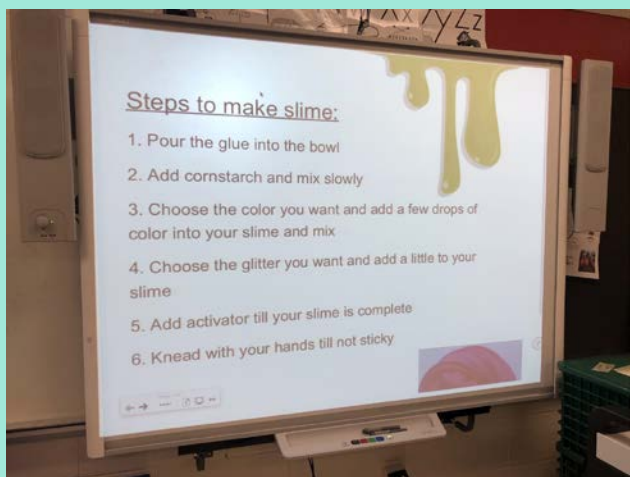 Xx Yy Zz
Steps to make slime:
1. Pour the glue into the bowl
2. Add cornstarch and mix slowly
3. Choose the color you want and add a few drops of
color into your slime and mix
4. Choose the glitter you want and add a little to your
slime
5. Add activator till your slime is complete
6. Knead with your hands till not sticky